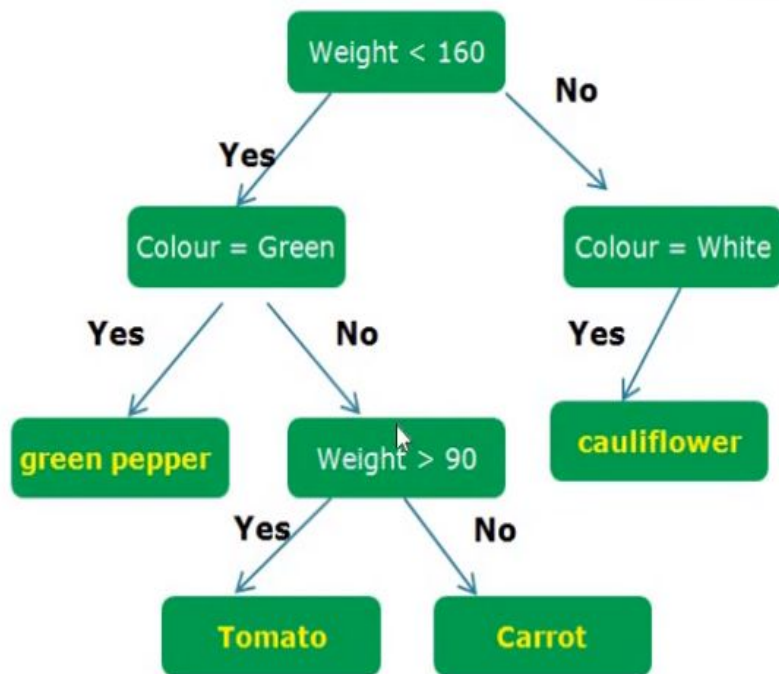 Weight < 160
No
Yes
Colour = Green
Colour = White
Yes
No
Yes
green pepper
Weight > 90
cauliflower
Yes
No
Tomato
Carrot